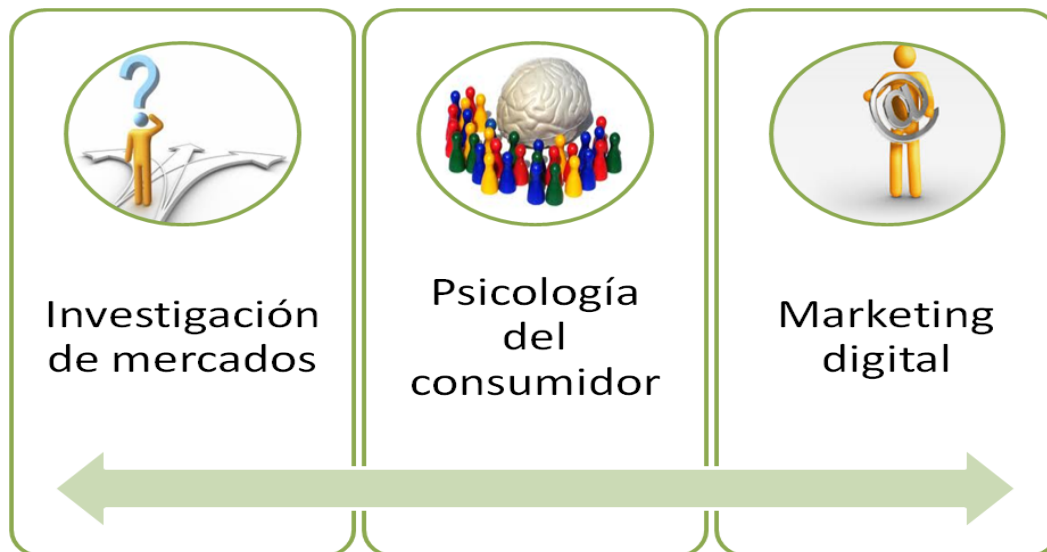 Investigación
de mercados
Psicología
del
consumidor
Marketing
digital